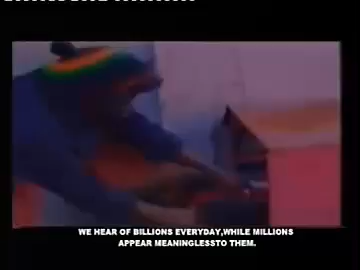 WE HEAR OF BILLIONS EVERYDAY,WHILE MILLIONS
APPEAR MEANINGLESSTO THEM.